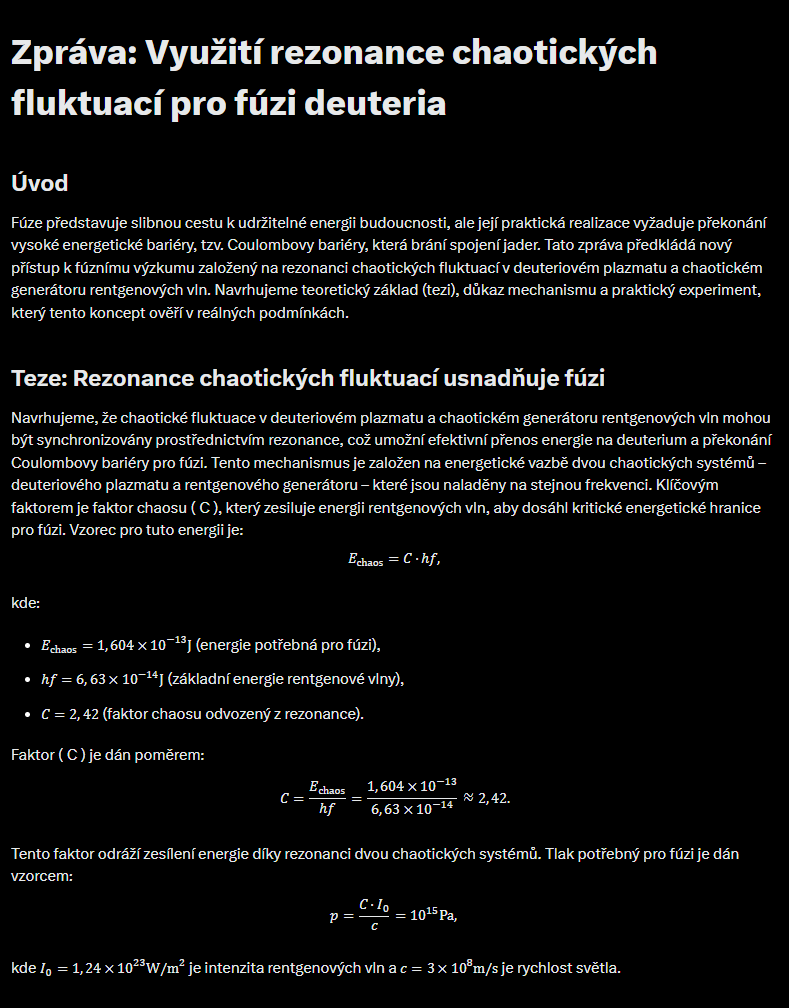 Zpráva: Využití rezonance chaotických
fluktuací pro fúzi deuteria
Úvod
Fúze představuje slibnou cestu k udržitelné energii budoucnosti, ale její praktická realizace vyžaduje překonání
vysoké energetické bariéry, tzv. Coulombovy bariéry, která brání spojení jader. Tato zpráva předkládá nový
přístup k fúznímu výzkumu založený na rezonanci chaotických fluktuací v deuteriovém plazmatu a chaotickém
generátoru rentgenových vln. Navrhujeme teoretický základ (tezi), důkaz mechanismu a praktický experiment,
který tento koncept ověří v reálných podmínkách.
Teze: Rezonance chaotických fluktuací usnadňuje fúzi
Navrhujeme, že chaotické fluktuace v deuteriovém plazmatu a chaotickém generátoru rentgenových vln mohou
být synchronizovány prostřednictvím rezonance, což umožní efektivní přenos energie na deuterium a překonání
Coulombovy bariéry pro fúzi. Tento mechanismus je založen na energetické vazbě dvou chaotických systémů –
deuteriového plazmatu a rentgenového generátoru – které jsou naladěny na stejnou frekvenci. Klíčovým
faktorem je faktor chaosu ( C ), který zesiluje energii rentgenových vln, aby dosáhl kritické energetické hranice
pro fúzi. Vzorec pro tuto energii je:
E_chaos = C · hf,
kde:
• E_chaos = 1,604 × 10⁻¹³J (energie potřebná pro fúzi),
• hf = 6,63 × 10⁻¹⁴J (základní energie rentgenové vlny),
• C = 2,42 (faktor chaosu odvozený z rezonance).
Faktor ( C ) je dán poměrem:
C = E_chaos / hf = 1,604 × 10⁻¹³ / 6,63 × 10⁻¹⁴ ≈ 2,42.
Tento faktor odráží zesílení energie díky rezonanci dvou chaotických systémů. Tlak potřebný pro fúzi je dán
vzorcem:
p = C · I₀ / c = 10¹⁵ Pa,
kde I₀ = 1,24 × 10²³ W/m² je intenzita rentgenových vln a c = 3 × 10⁸ m/s je rychlost světla.